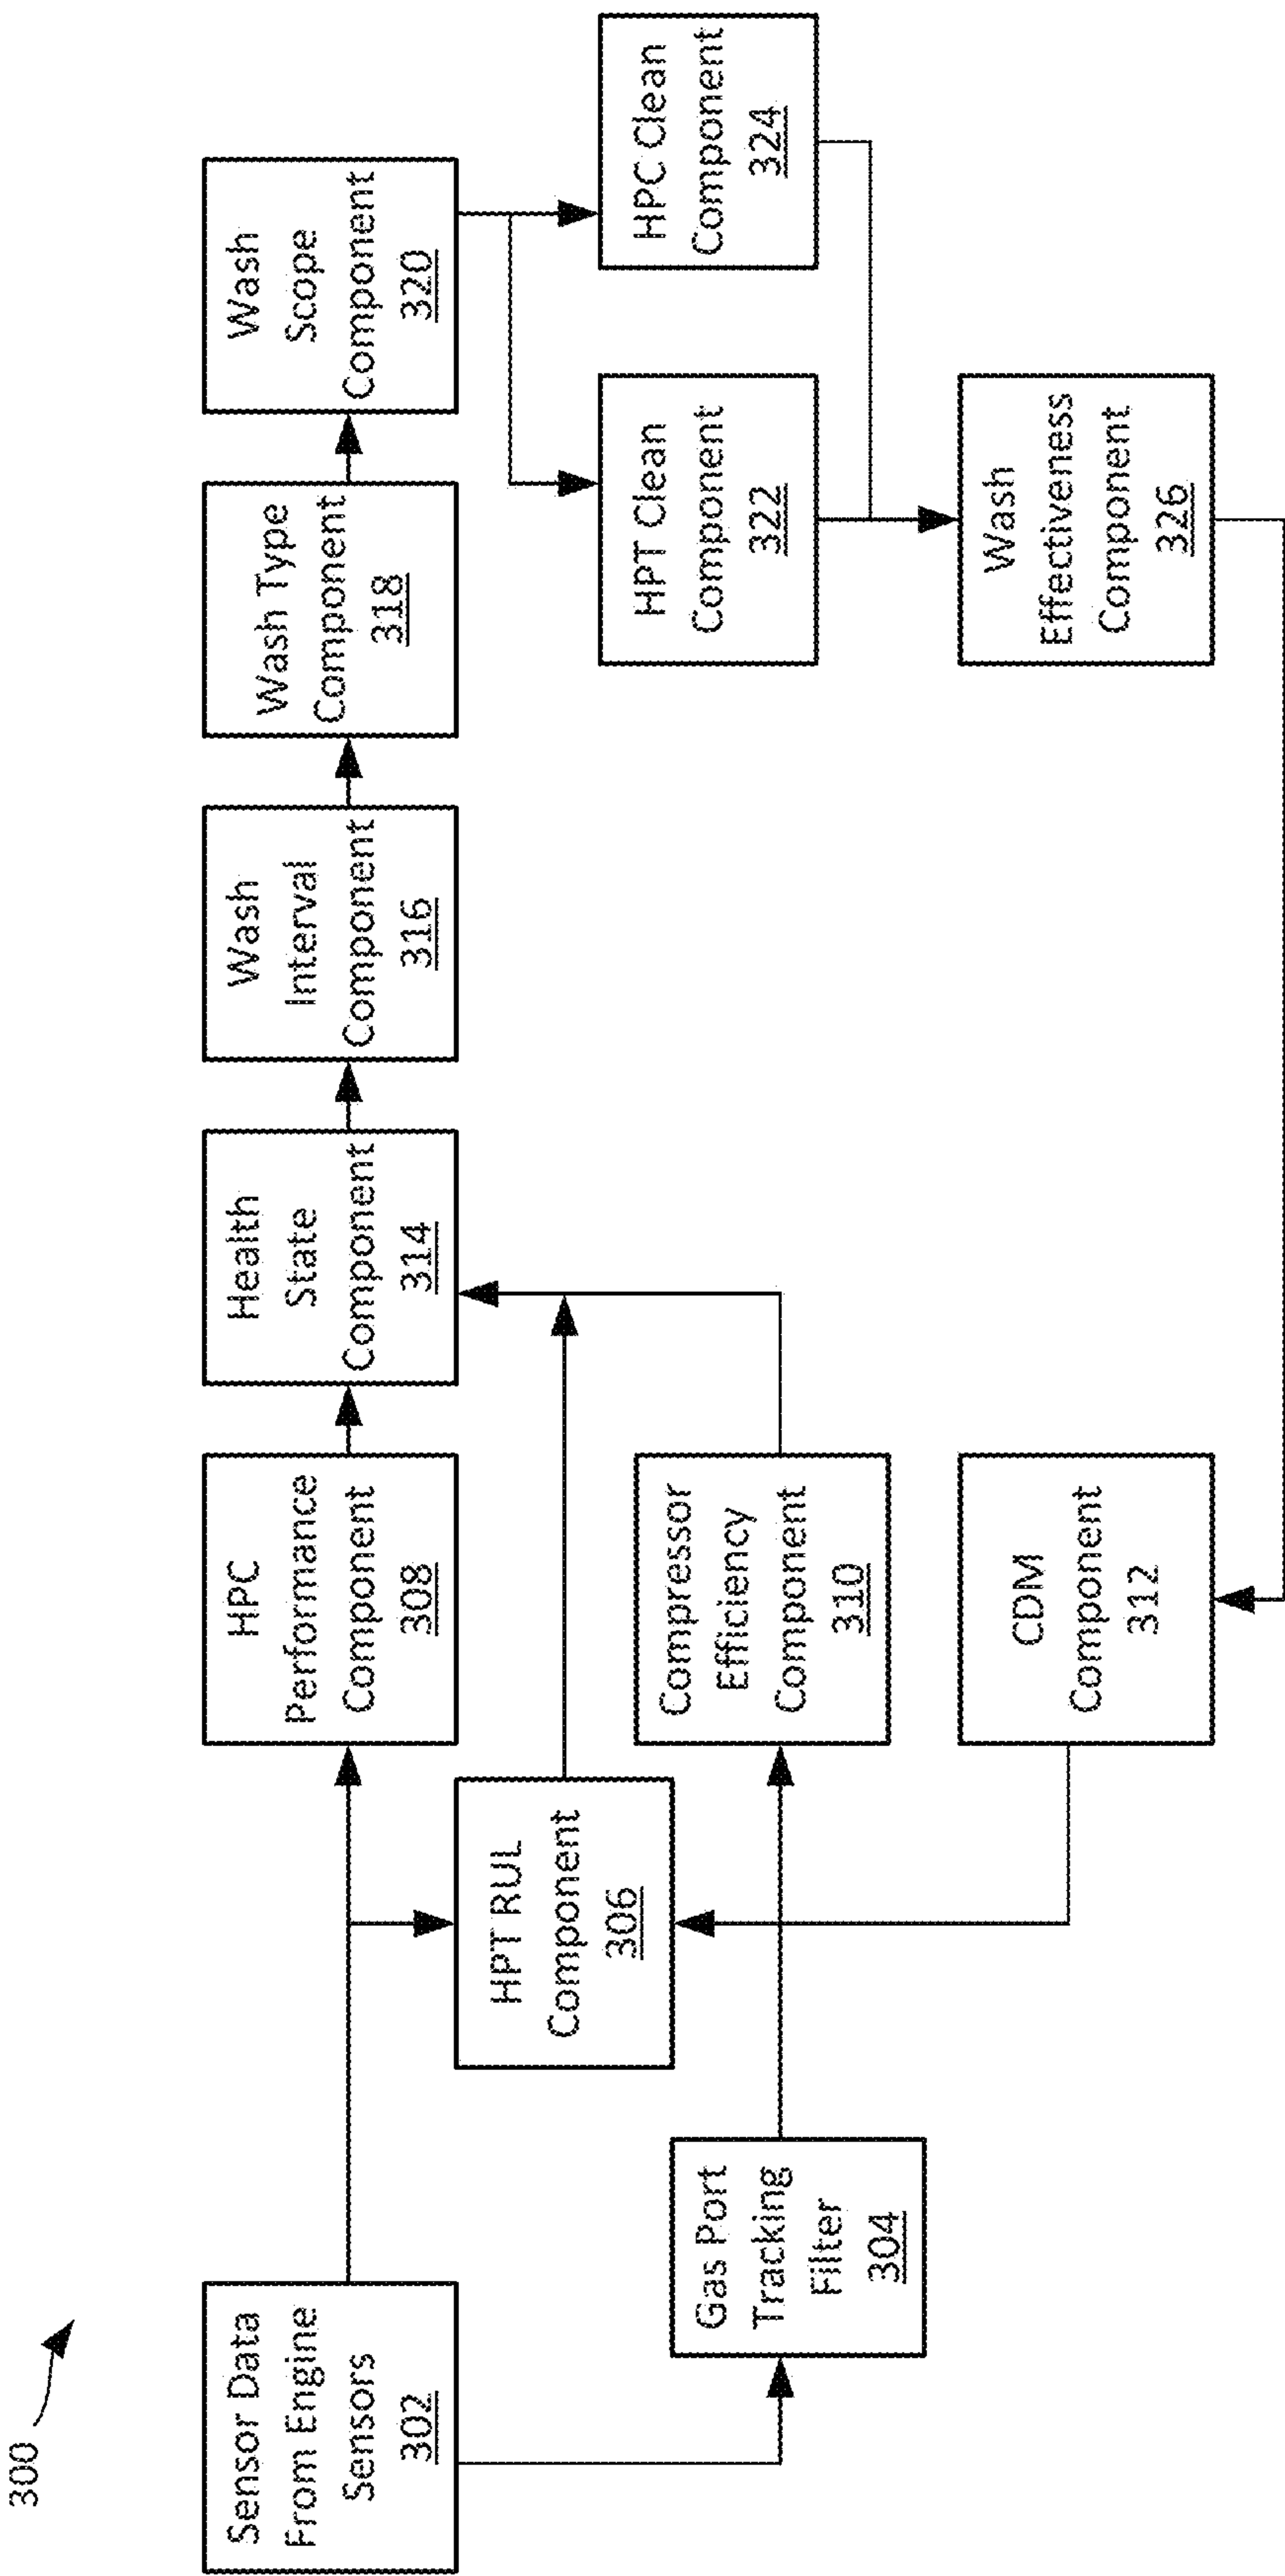 300
Sensor Data
From Engine
Sensors
302
Gas Port
Tracking
Filter
304
HPT RUL
Component
306
HPC
Performance
Component
308
Compressor
Efficiency
Component
310
CDM
Component
312
Health
State
Component
314
Wash
Interval
Component
316
Wash Type
Component
318
Wash
Scope
Component
320
HPT Clean
Component
322
HPC Clean
Component
324
Wash
Effectiveness
Component
326